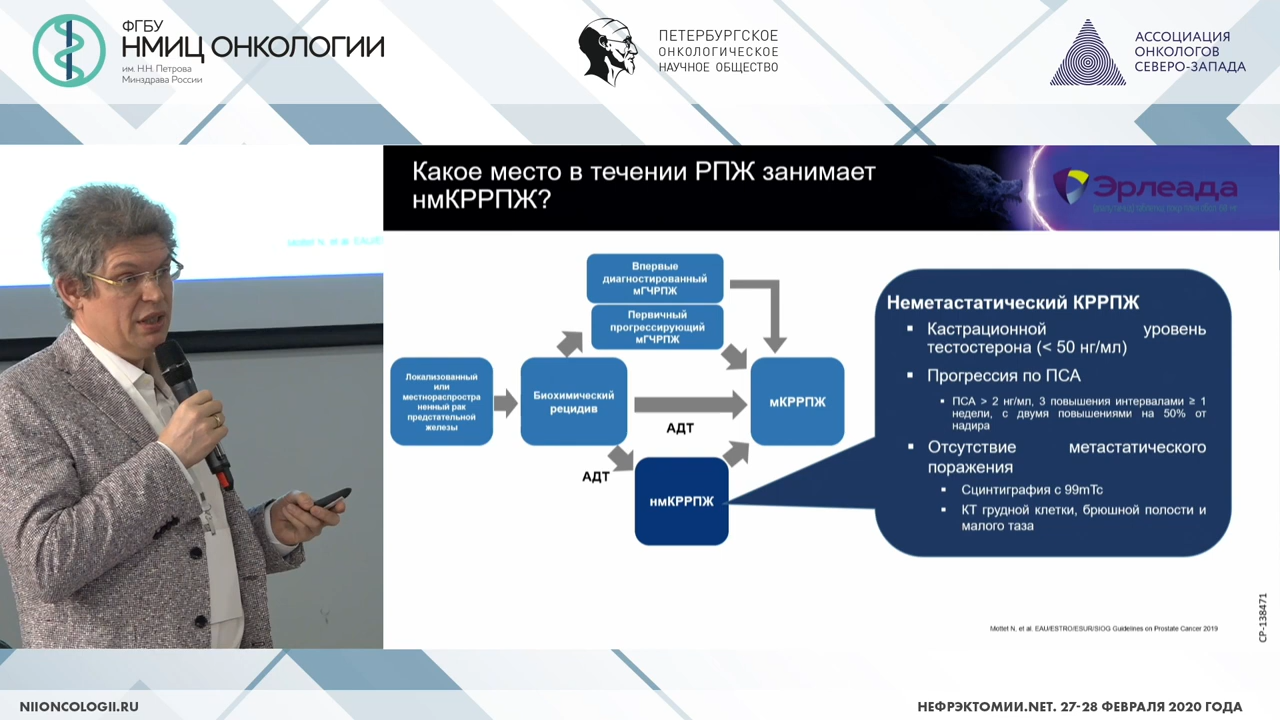 ФГБУ
НМИЦ ОНКОЛОГИИ
им. Н.Н. Петрова
Минздрава России
ПЕТЕРБУРГСКОЕ
ОНКОЛОГИЧЕСКОЕ
НАУЧНОЕ ОБЩЕСТВО
АССОЦИАЦИЯ
ОНКОЛОГОВ
СЕВЕРО-ЗАПАДА
Какое место в течении РПЖ занимает
нмКРРПЖ?
Эрлеада
Впервые
диагностированный
мГЧРПЖ
Первичный
прогрессирующий
мГЧРПЖ
Локализованный
или
местнораспростра
ненный рак
предстательной
железы
Биохимический
рецидив
АДТ
мКРРПЖ
АДТ
нмКРРПЖ
Неметастатический КРРПЖ
▪ Кастрационной уровень
тестостерона (< 50 нг/мл)
▪ Прогрессия по ПСА
▪ ПСА > 2 нг/мл, 3 повышения интервалами ≥ 1
недели, с двумя повышениями на 50% от
надира
▪ Отсутствие метастатического
поражения
▪ Сцинтиграфия с 99mTc
▪ КТ грудной клетки, брюшной полости и
малого таза
Mottet N, et al. EAU/ESTRO/ESUR/SIOG Guidelines on Prostate Cancer 2019
CP-138471
NIIONCOLOGII.RU
НЕФРЭКТОМИИ.NET. 27-28 ФЕВРАЛЯ 2020 ГОДА